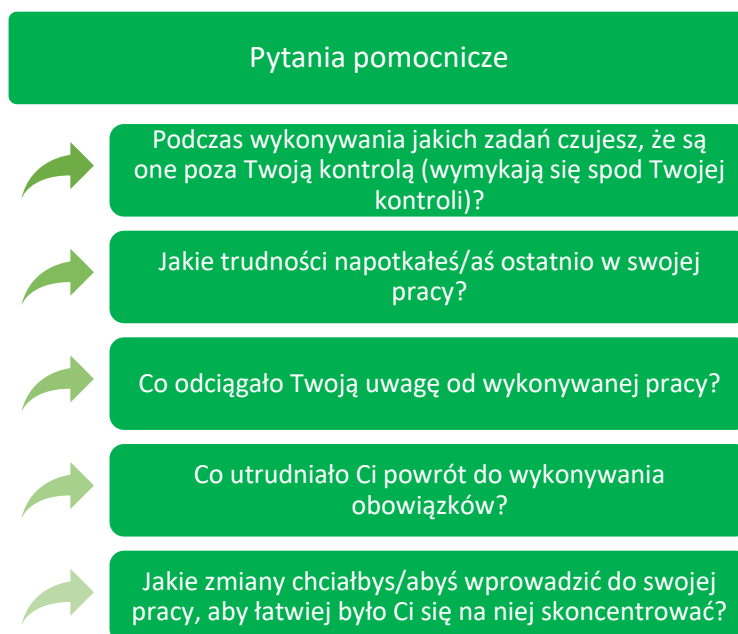 Pytania pomocnicze
Podczas wykonywania jakich zadań czujesz, że są
one poza Twoją kontrolą (wymykają się spod Twojej
kontroli)?
Jakie trudności napotkałeś/aś ostatnio w swojej
pracy?
Co odciągało Twoją uwagę od wykonywanej pracy?
Co utrudniało Ci powrót do wykonywania
obowiązków?
Jakie zmiany chciałbys/abyś wprowadzić do swojej
pracy, aby łatwiej było Ci się na niej skoncentrować?